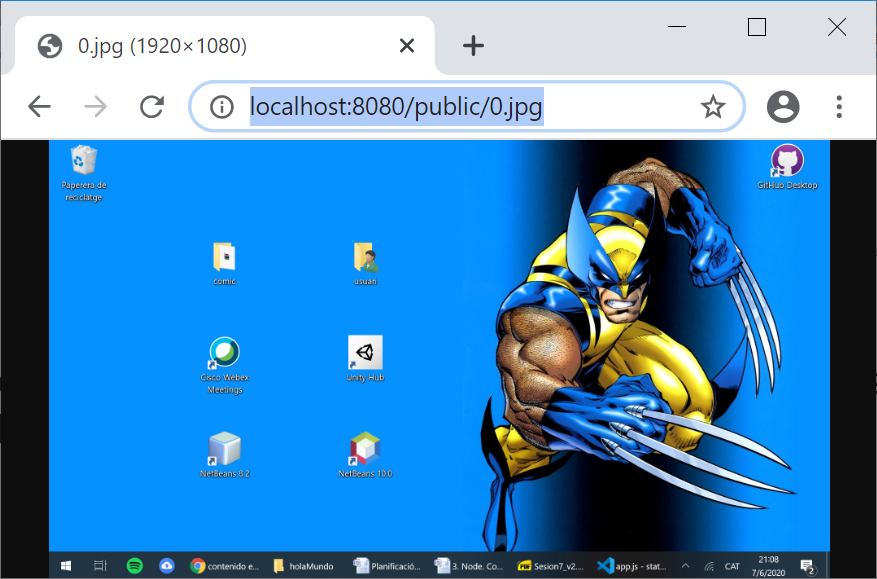 0.jpg (1920×1080)
localhost:8080/public/0.jpg
Paperera de
reciclatge
GitHub Desktop
comic
usuari
Cisco Webex
Meetings
Unity Hub
NetBeans 8.2
NetBeans 10.0
contenido e...
holaMundo
Planificació...
3. Node. Co...
PDF
Sesion7_v2....
app.js - stat...
CAT
21:08
7/6/2020
2